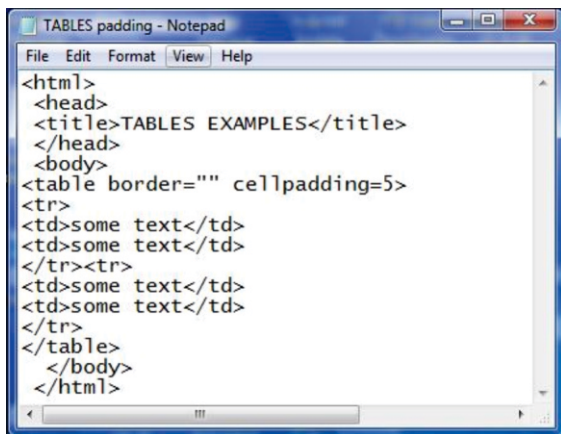 TABLES padding - Notepad
File Edit Format View Help
<html>
<head>
<title>TABLES EXAMPLES</title>
</head>
<body>
<table border="" cellpadding=5>
<tr>
<td>some text</td>
<td>some text</td>
</tr><tr>
<td>some text</td>
<td>some text</td>
</tr>
</table>
</body>
</html>